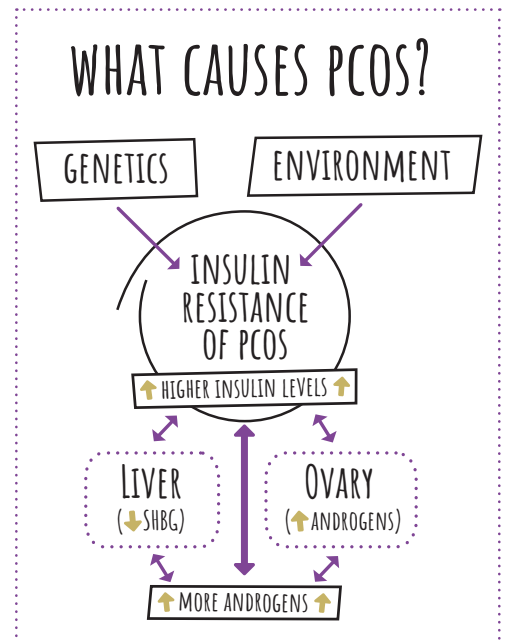 WHAT CAUSES PCOS?
GENETICS
ENVIRONMENT
INSULIN
RESISTANCE
OF PCOS
HIGHER INSULIN LEVELS
LIVER
(↓SHBG)
OVARY
(↑ANDROGENS)
↑ MORE ANDROGENS ↑